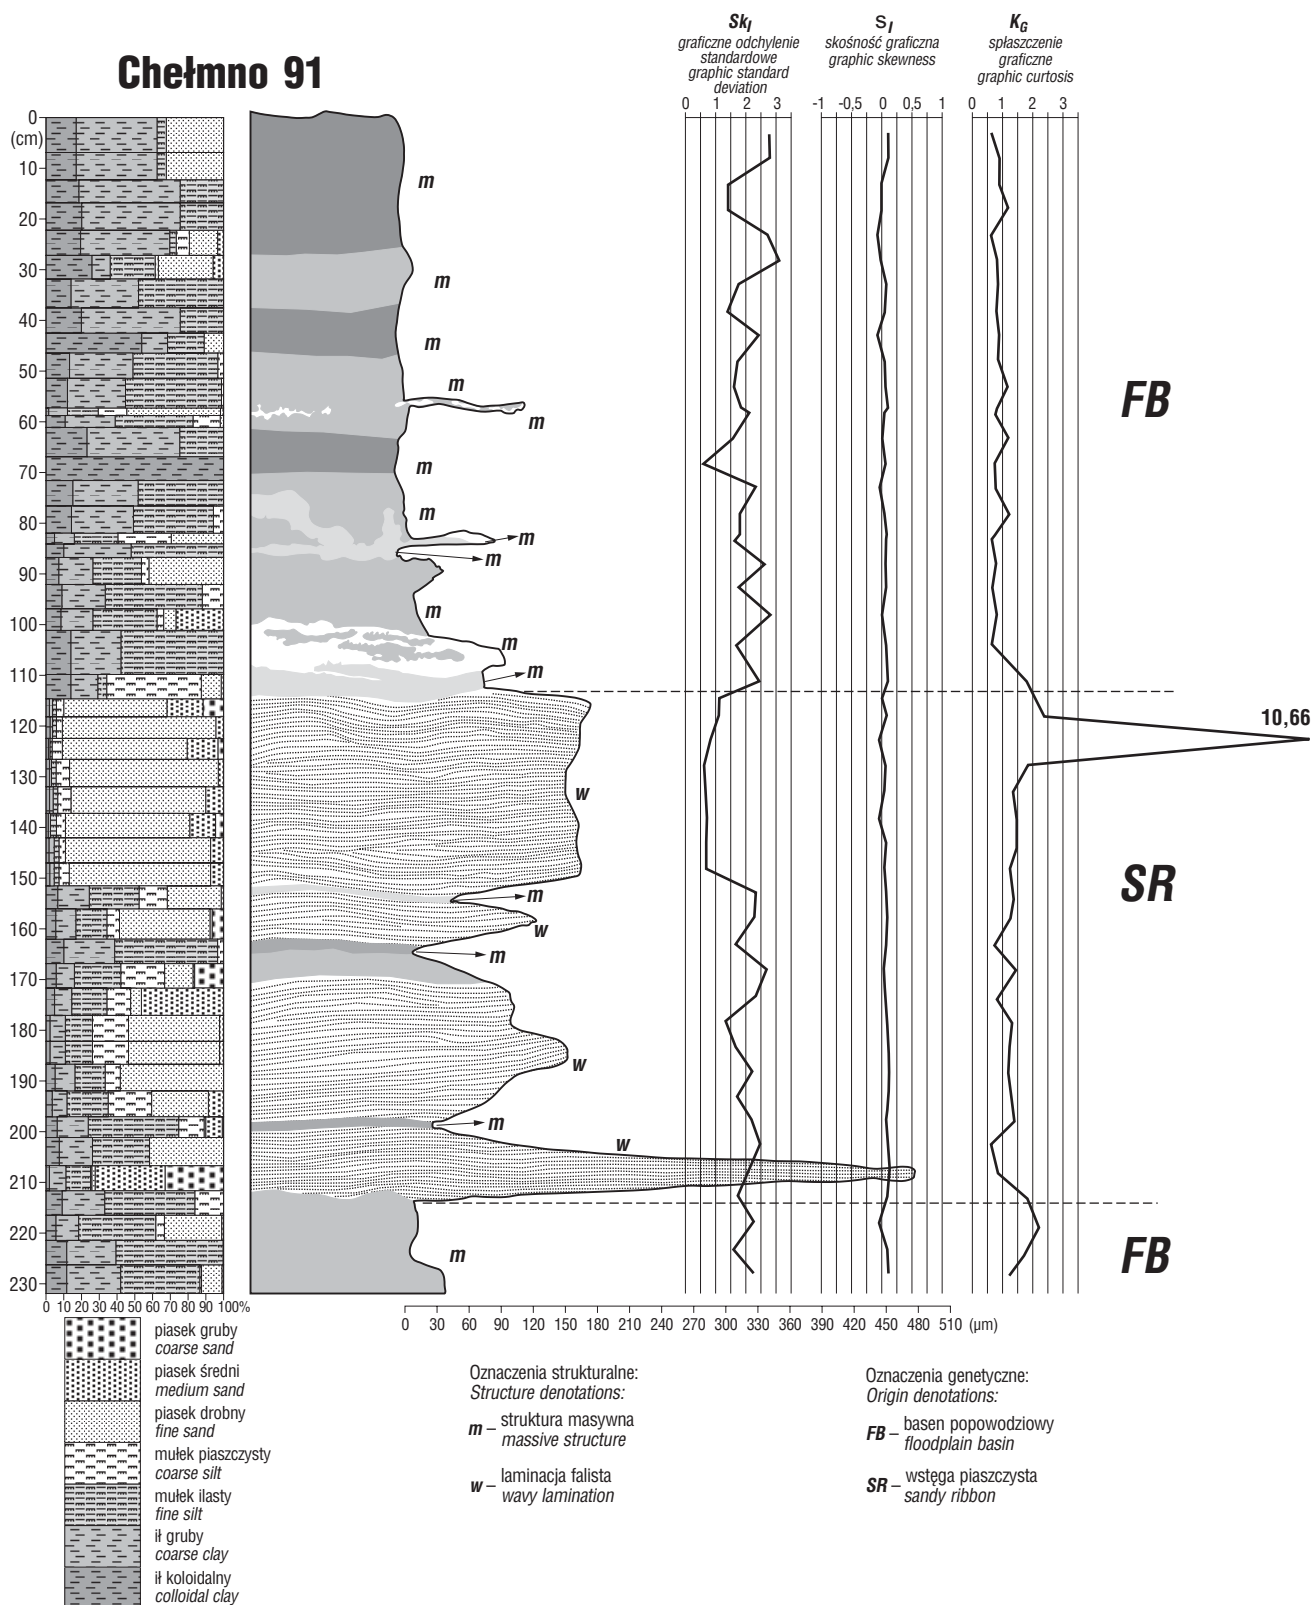 Chełmno 91
Sk_I
graficzne odchylenie
standardowe
graphic standard
deviation
0 1 2 3
S_I
skośność graficzna
graphic skewness
-1 -0,5 0 0,5 1
K_G
spłaszczenie
graficzne
graphic curtosis
0 1 2 3
0
(cm)
10
20
30
40
50
60
70
80
90
100
110
120
130
140
150
160
170
180
190
200
210
220
230
m
m
m
m
m
m
m
m
m
m
m
m
w
m
w
m
w
m
w
m
FB
10,66
SR
FB
0 10 20 30 40 50 60 70 80 90 100%
0 30 60 90 120 150 180 210 240 270 300 330 360 390 420 450 480 510 (µm)
piasek gruby
coarse sand
piasek średni
medium sand
piasek drobny
fine sand
mułek piaszczysty
coarse silt
mułek ilasty
fine silt
ił gruby
coarse clay
ił koloidalny
colloidal clay
Oznaczenia strukturalne:
Structure denotations:
m – struktura masywna
massive structure
w – laminacja falista
wavy lamination
Oznaczenia genetyczne:
Origin denotations:
FB – basen popowodziowy
floodplain basin
SR – wstęga piaszczysta
sandy ribbon